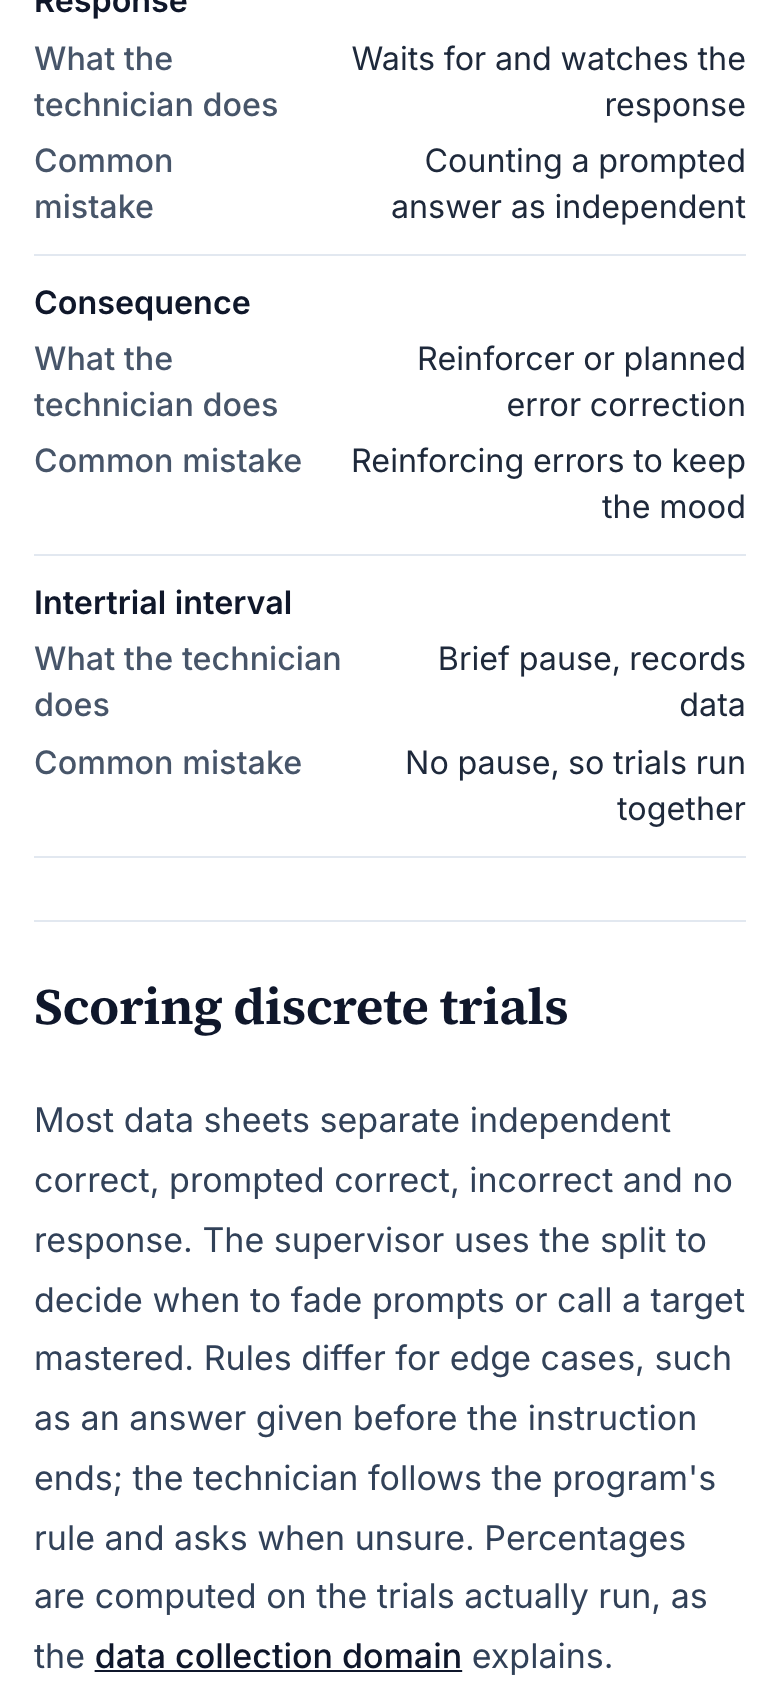 Response
What the
technician does
Waits for and watches the
response
Common
mistake
Counting a prompted
answer as independent
Consequence
What the
technician does
Reinforcer or planned
error correction
Common mistake
Reinforcing errors to keep
the mood
Intertrial interval
What the technician
does
Brief pause, records
data
Common mistake
No pause, so trials run
together
Scoring discrete trials
Most data sheets separate independent
correct, prompted correct, incorrect and no
response. The supervisor uses the split to
decide when to fade prompts or call a target
mastered. Rules differ for edge cases, such
as an answer given before the instruction
ends; the technician follows the program's
rule and asks when unsure. Percentages
are computed on the trials actually run, as
the data collection domain explains.